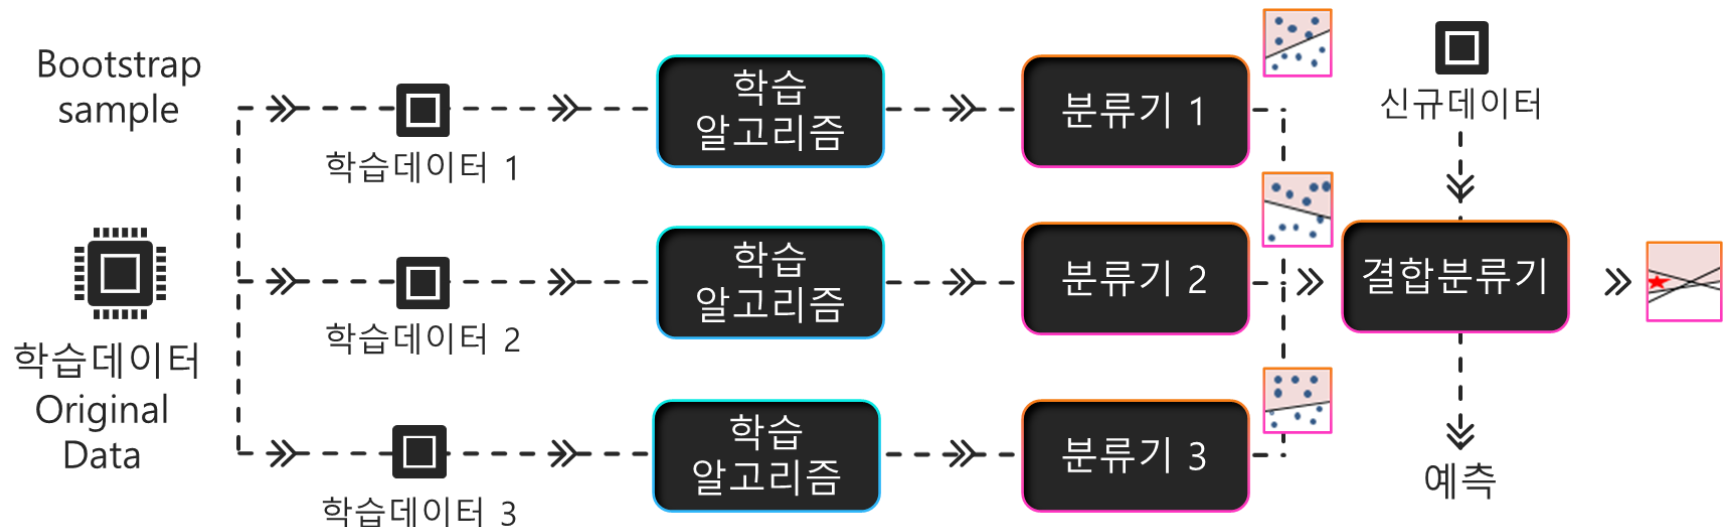 Bootstrap
sample
학습데이터
Original
Data
학습데이터 1
학습
알고리즘
분류기 1
학습데이터 2
학습
알고리즘
분류기 2
학습데이터 3
학습
알고리즘
분류기 3
신규데이터
결합분류기
예측